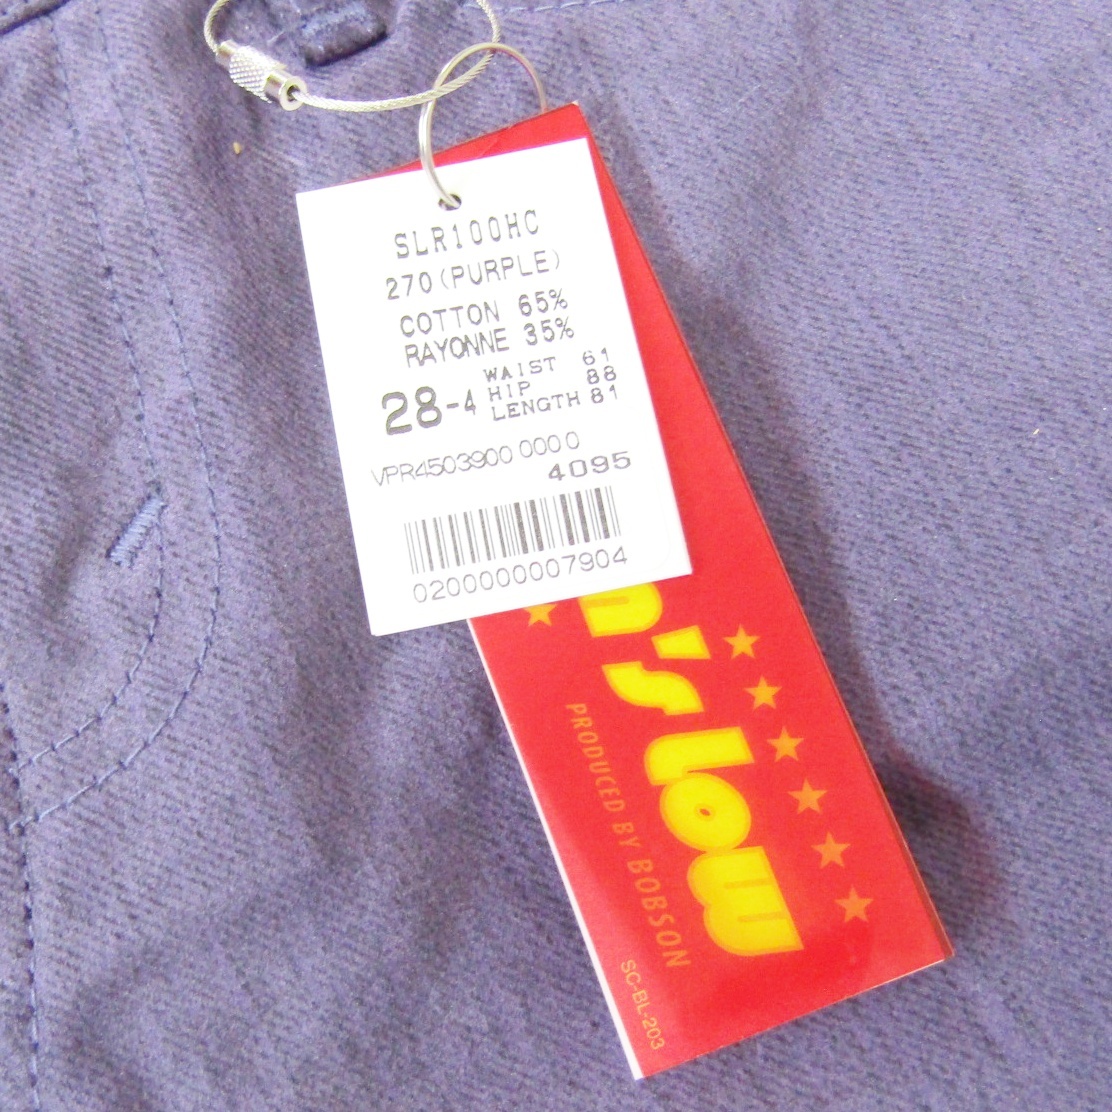 SLR100HC
270(PURPLE)
COTTON 65%
RAYONNE 35%
28-4
WAIST 61
HIP 88
LENGTH 81
VPR4503900 000 0
4095
0200000007904
n's low
PRODUCED BY BOBSON
SC-BL-203